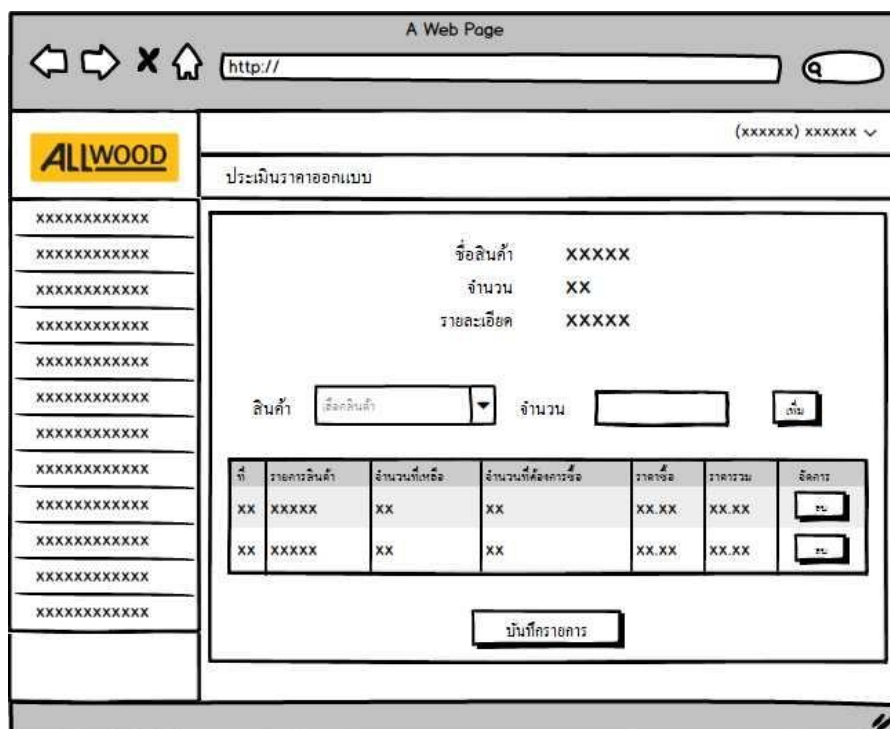 A Web Page
http://
(xxxxxx) xxxxxx
ALLWOOD
ประเมินราคาออกแบบ
xxxxxxxxxxxx
xxxxxxxxxxxx
xxxxxxxxxxxx
xxxxxxxxxxxx
xxxxxxxxxxxx
xxxxxxxxxxxx
xxxxxxxxxxxx
xxxxxxxxxxxx
xxxxxxxxxxxx
xxxxxxxxxxxx
xxxxxxxxxxxx
xxxxxxxxxxxx
ชื่อสินค้า xxxxx
จำนวน xx
รายละเอียด xxxxx
สินค้า เลือกสินค้า จำนวน เพิ่ม
ที่ รายการสินค้า จำนวนที่เหลือ จำนวนที่ต้องการซื้อ ราคาซื้อ ราคารวม จัดการ
xx xxxxx xx xx xx.xx xx.xx ลบ
xx xxxxx xx xx xx.xx xx.xx ลบ
บันทึกรายการ